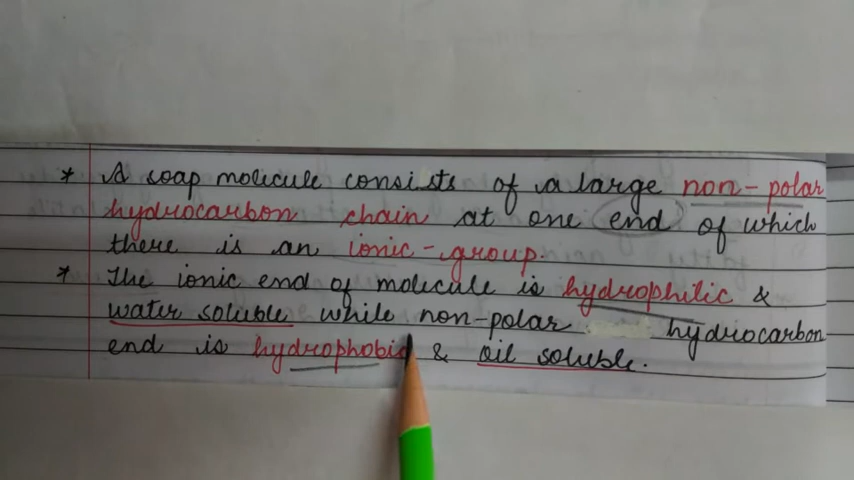 * A soap molecule consists of a large non-polar
hydrocarbon chain at one end of which
there is an ionic-group.
* The ionic end of molecule is hydrophilic &
water soluble while non-polar hydrocarbon
end is hydrophobic & oil soluble.